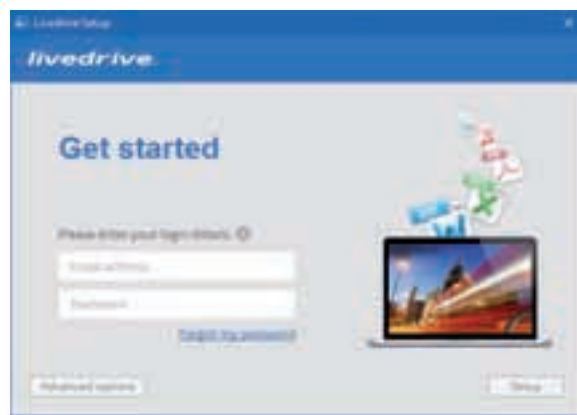 Livedrive Setup
livedrive
Get started
Please enter your login details.
Email address
Password
Forgot my password
Advanced options
Setup